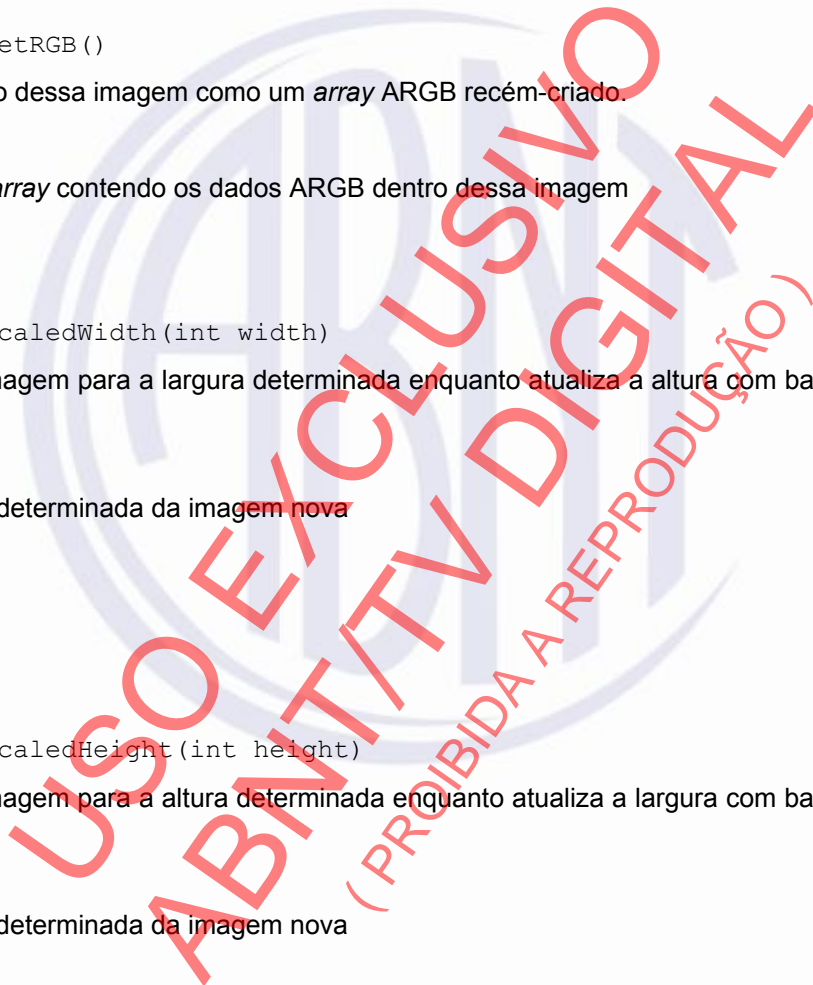 etRGB()
o dessa imagem como um array ARGB recém-criado.
array contendo os dados ARGB dentro dessa imagem
caledWidth(int width)
nagem para a largura determinada enquanto atualiza a altura com ba
determinada da imagem nova
caledHeight(int height)
nagem para a altura determinada enquanto atualiza a largura com ba
determinada da imagem nova
USO EXCLUSIVO
ABNT/TV DIGITAL
( PROIBIDA A REPRODUÇÃO )
ABNT